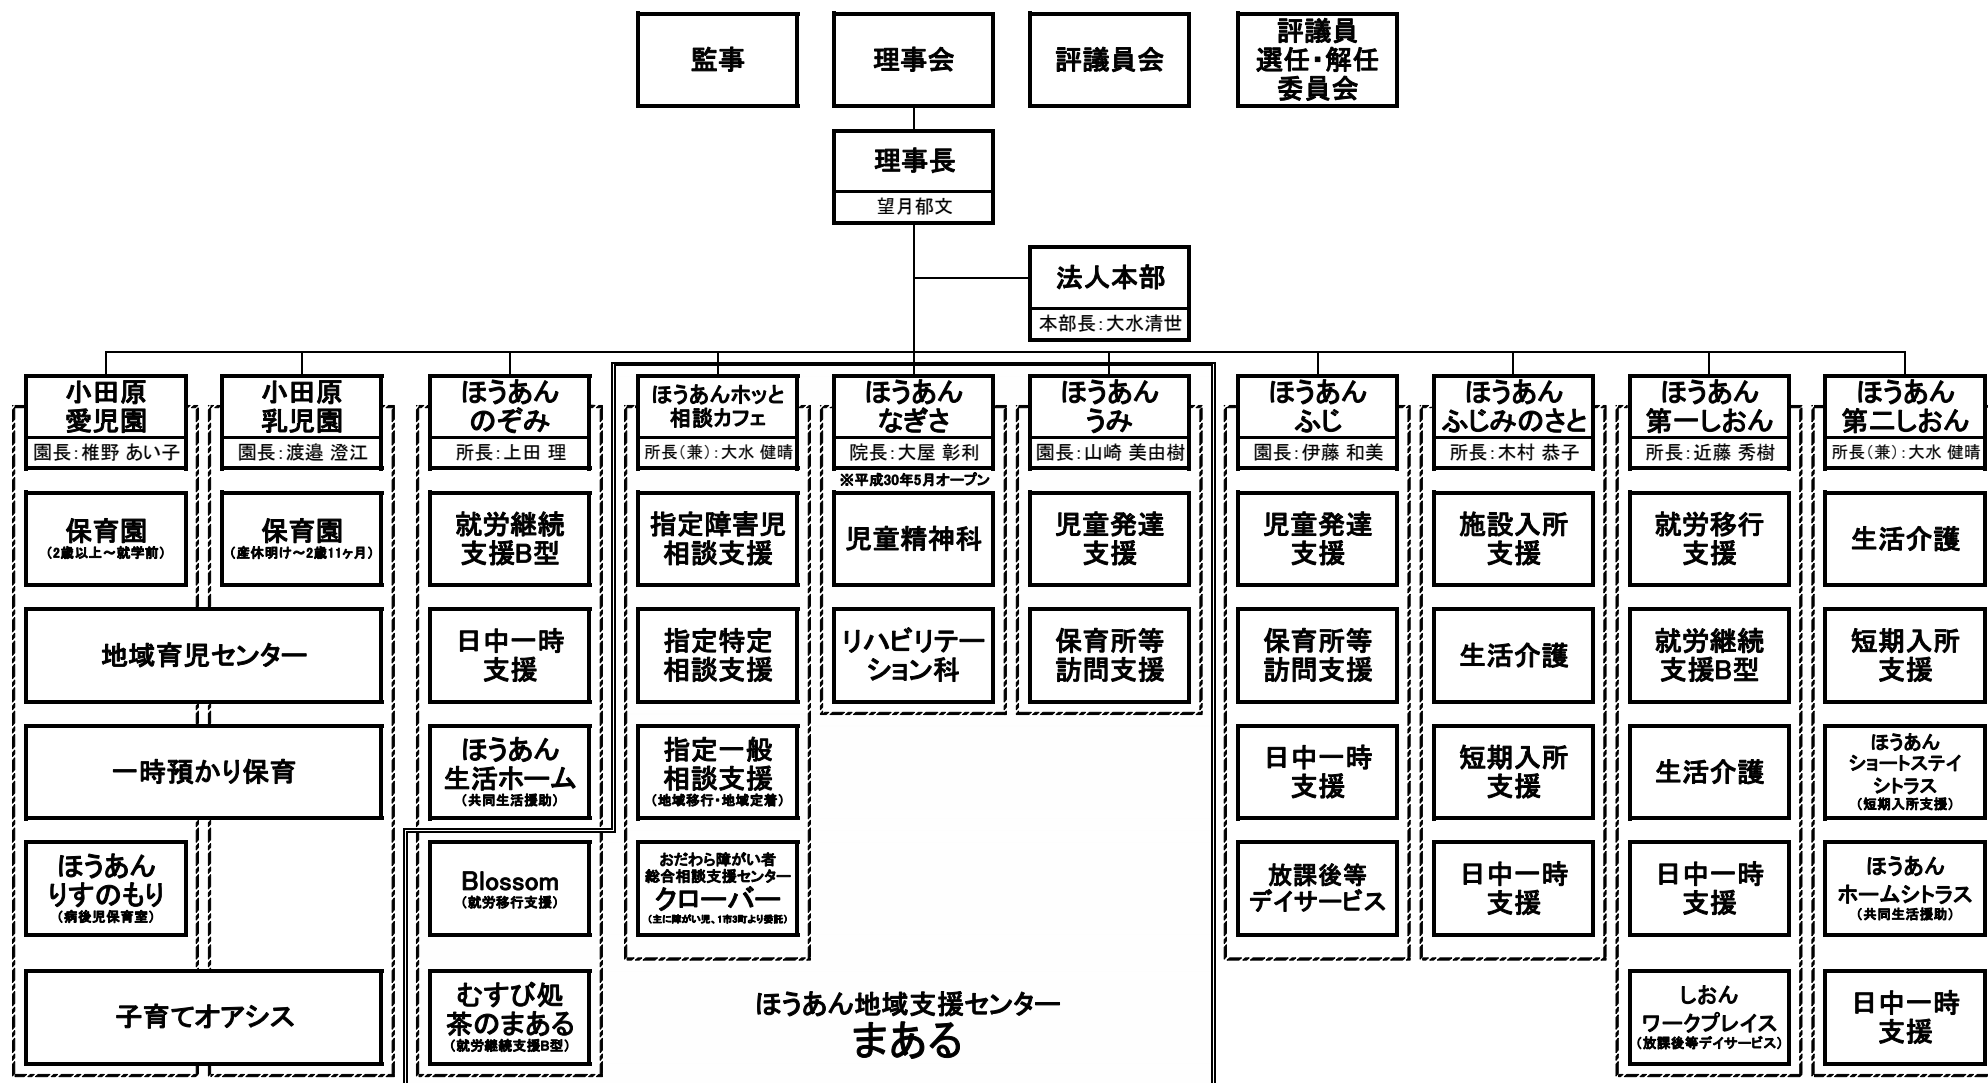 監事
理事会
評議員会
評議員
選任・解任
委員会
理事長
望月郁文
法人本部
本部長：大水清世
小田原
愛児園
園長：椎野 あい子
保育園
（2歳以上～就学前）
小田原
乳児園
園長：渡邉 澄江
保育園
（産休明け～2歳11ヶ月）
地域育児センター
一時預かり保育
ほうあん
りすのもり
（病後児保育室）
子育てオアシス
ほうあん
のぞみ
所長：上田 理
就労継続
支援B型
日中一時
支援
ほうあん
生活ホーム
（共同生活援助）
Blossom
（就労移行支援）
むすび処
茶のまある
（就労継続支援B型）
ほうあんホッと
相談カフェ
所長（兼）：大水 健晴
指定障害児
相談支援
指定特定
相談支援
指定一般
相談支援
（地域移行・地域定着）
おだわら障がい者
総合相談支援センター
クローバー
（主に障がい児、1市3町より委託）
ほうあん
なぎさ
院長：大屋 彰利
※平成30年5月オープン
児童精神科
リハビリテー
ション科
ほうあん
うみ
園長：山崎 美由樹
児童発達
支援
保育所等
訪問支援
ほうあん地域支援センター
まある
ほうあん
ふじ
園長：伊藤 和美
児童発達
支援
保育所等
訪問支援
日中一時
支援
放課後等
デイサービス
ほうあん
ふじみのさと
所長：木村 恭子
施設入所
支援
生活介護
短期入所
支援
日中一時
支援
ほうあん
第一しおん
所長：近藤 秀樹
就労移行
支援
就労継続
支援B型
生活介護
日中一時
支援
しおん
ワークプレイス
（放課後等デイサービス）
ほうあん
第二しおん
所長（兼）：大水 健晴
生活介護
短期入所
支援
ほうあん
ショートステイ
シトラス
（短期入所支援）
ほうあん
ホームシトラス
（共同生活援助）
日中一時
支援